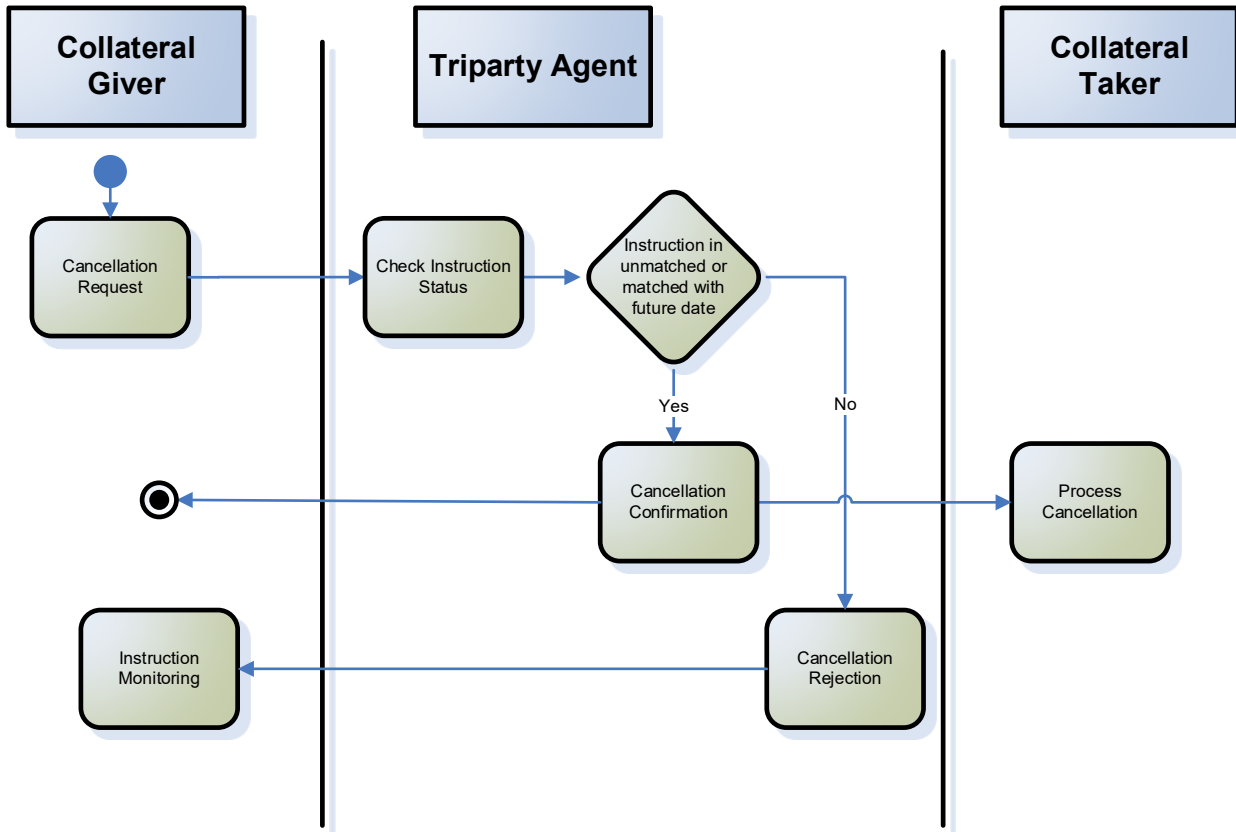 Collateral
Giver
Triparty Agent
Collateral
Taker
Cancellation
Request
Check Instruction
Status
Instruction in
unmatched or
matched with
future date
Yes
No
Cancellation
Confirmation
Process
Cancellation
Instruction
Monitoring
Cancellation
Rejection